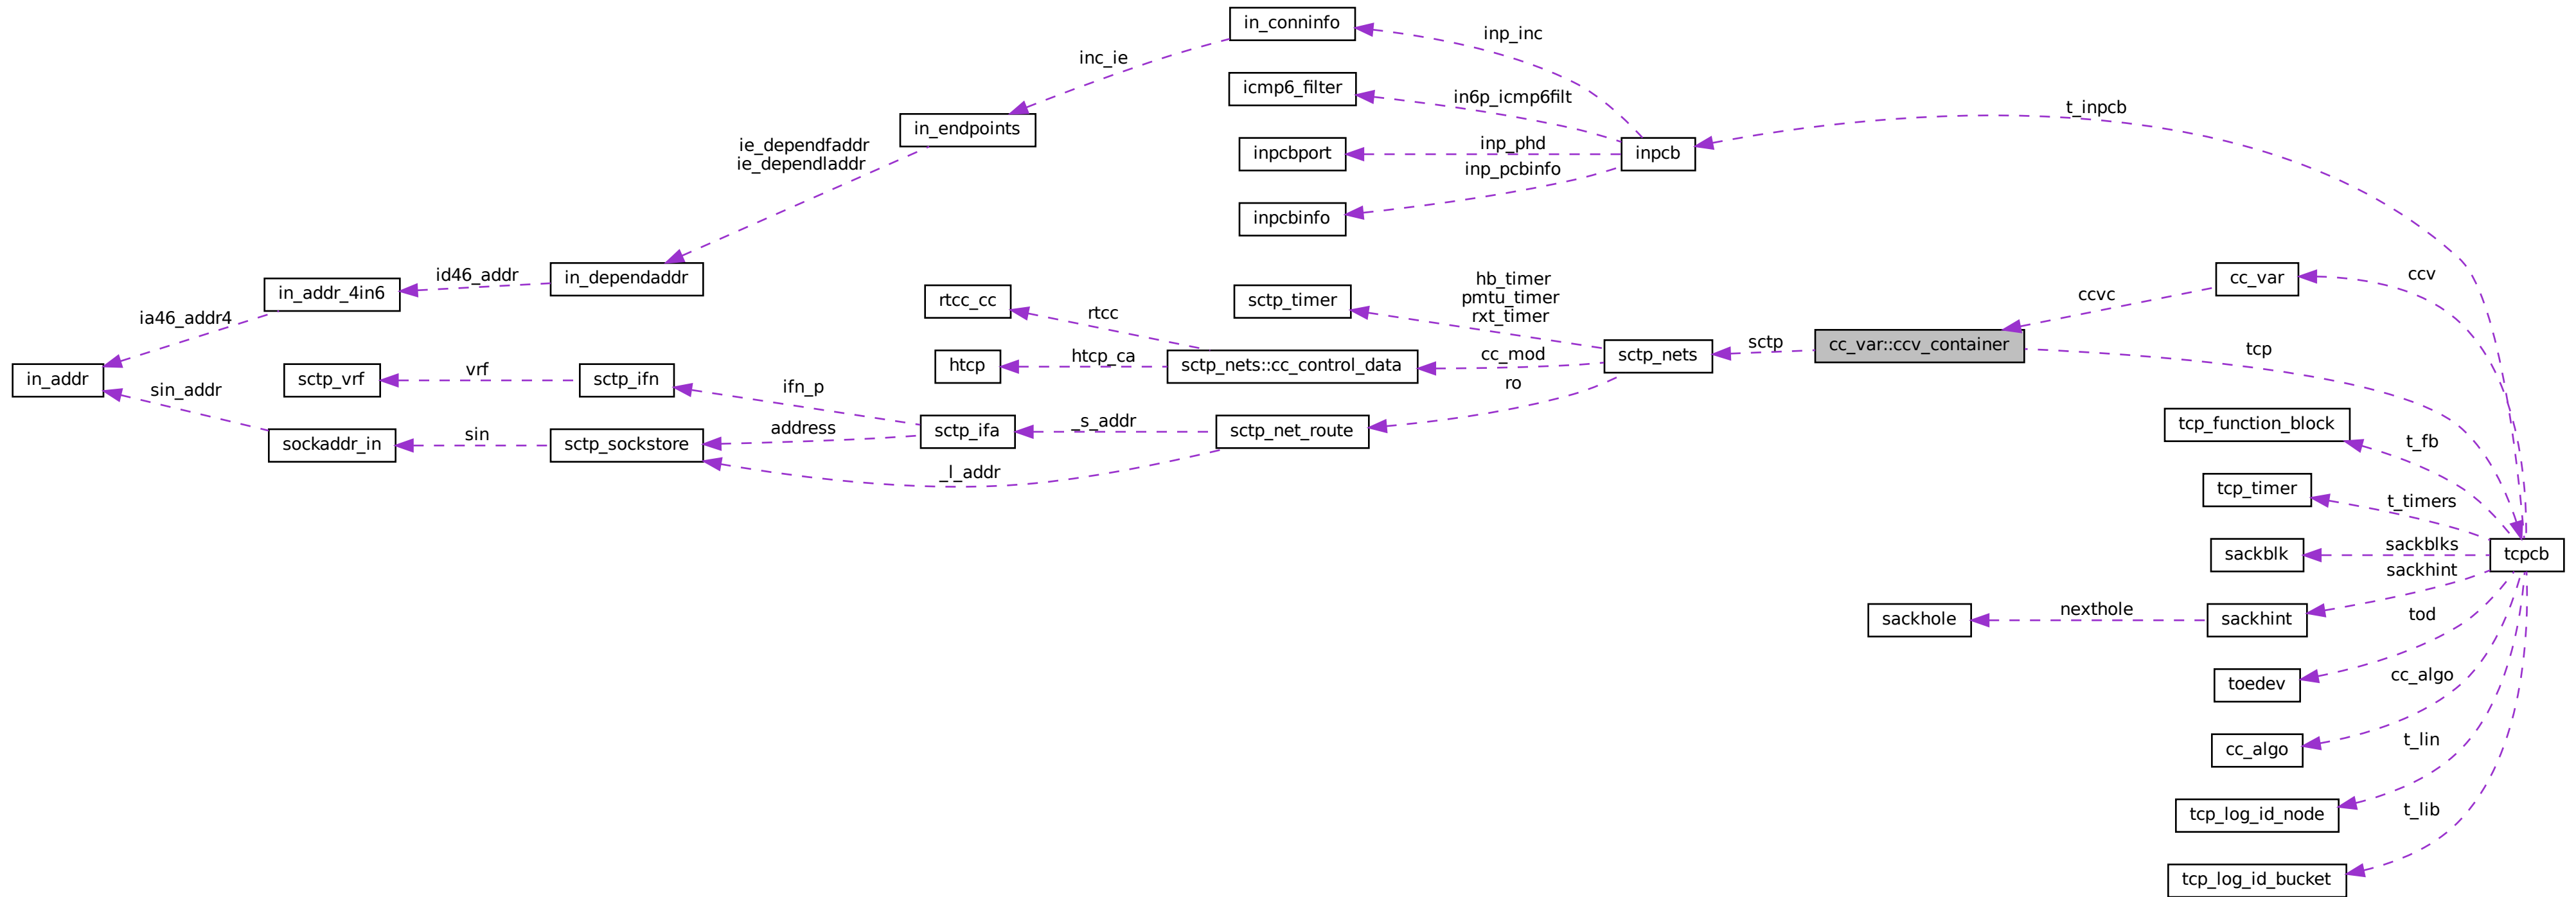 in_conninfo
inp_inc
inc_ie
icmp6_filter
in6p_icmp6filt
t_inpcb
in_endpoints
ie_dependfaddr
ie_dependladdr
inpcbport
inp_phd
inpcb
inp_pcbinfo
inpcbinfo
in_dependaddr
id46_addr
in_addr_4in6
ia46_addr4
in_addr
sin_addr
rtcc_cc
rtcc
sctp_timer
hb_timer
pmtu_timer
rxt_timer
cc_var
ccv
ccvc
cc_var::ccv_container
sctp
tcp
sctp_nets
cc_mod
sctp_nets::cc_control_data
htcp_ca
htcp
ro
sctp_vrf
vrf
sctp_ifn
ifn_p
sctp_ifa
_s_addr
sctp_net_route
address
sctp_sockstore
sin
sockaddr_in
_l_addr
tcp_function_block
t_fb
tcp_timer
t_timers
sackblk
sackblks
tcpcb
sackhint
sackhole
nexthole
sackhint
tod
toedev
cc_algo
cc_algo
t_lin
tcp_log_id_node
t_lib
tcp_log_id_bucket